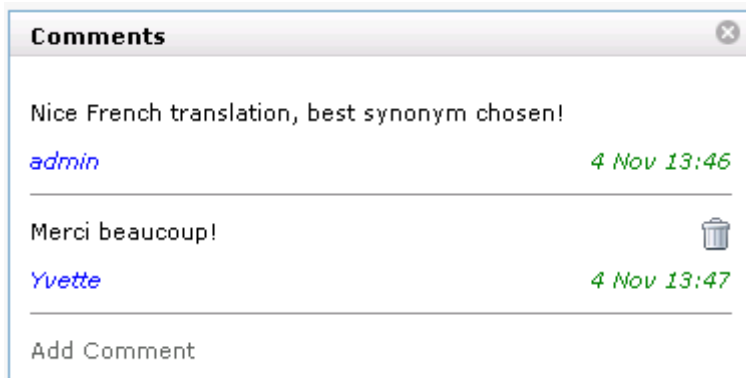 Comments
Nice French translation, best synonym chosen!
admin 4 Nov 13:46
Merci beaucoup!
Yvette 4 Nov 13:47
Add Comment